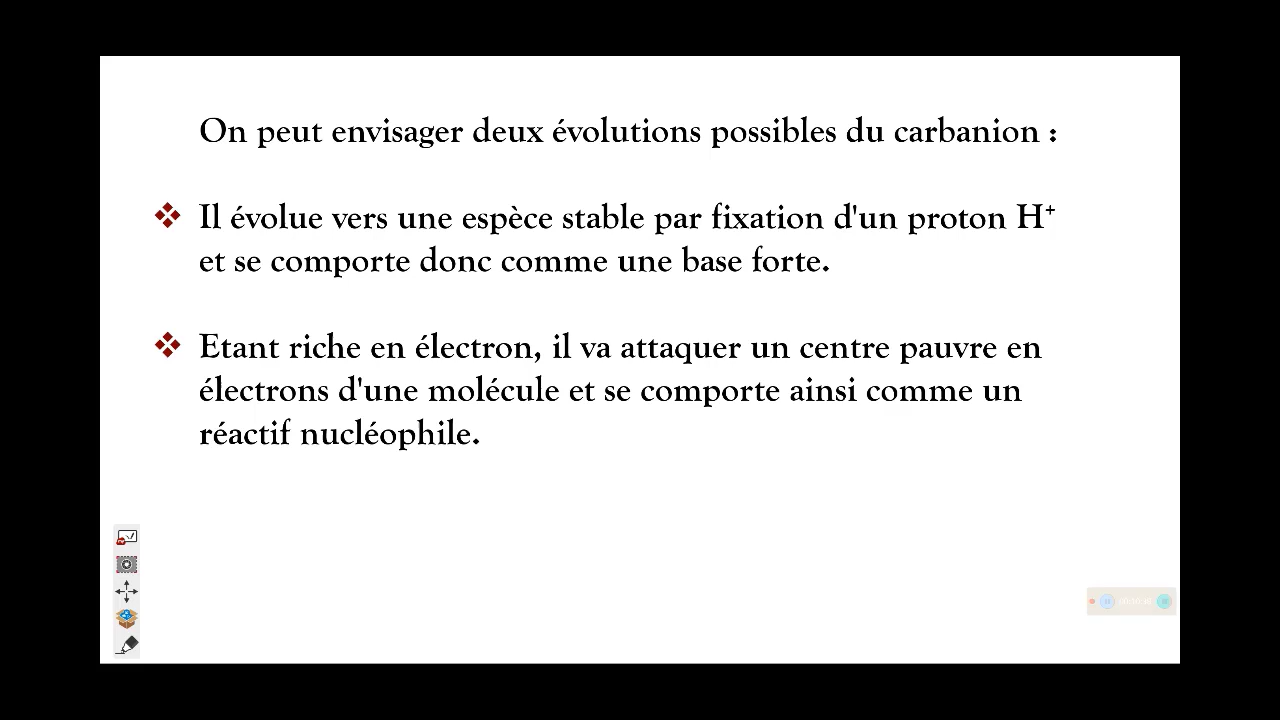 On peut envisager deux évolutions possibles du carbanion :
Il évolue vers une espèce stable par fixation d'un proton H⁺
et se comporte donc comme une base forte.
Etant riche en électron, il va attaquer un centre pauvre en
électrons d'une molécule et se comporte ainsi comme un
réactif nucléophile.